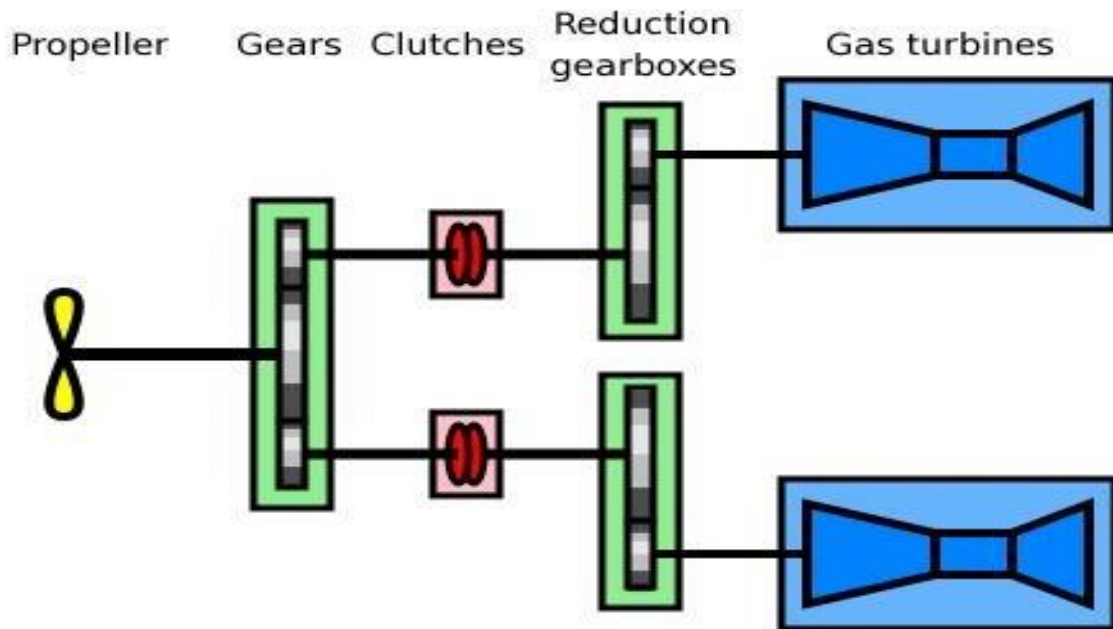 Propeller
Gears
Clutches
Reduction
gearboxes
Gas turbines